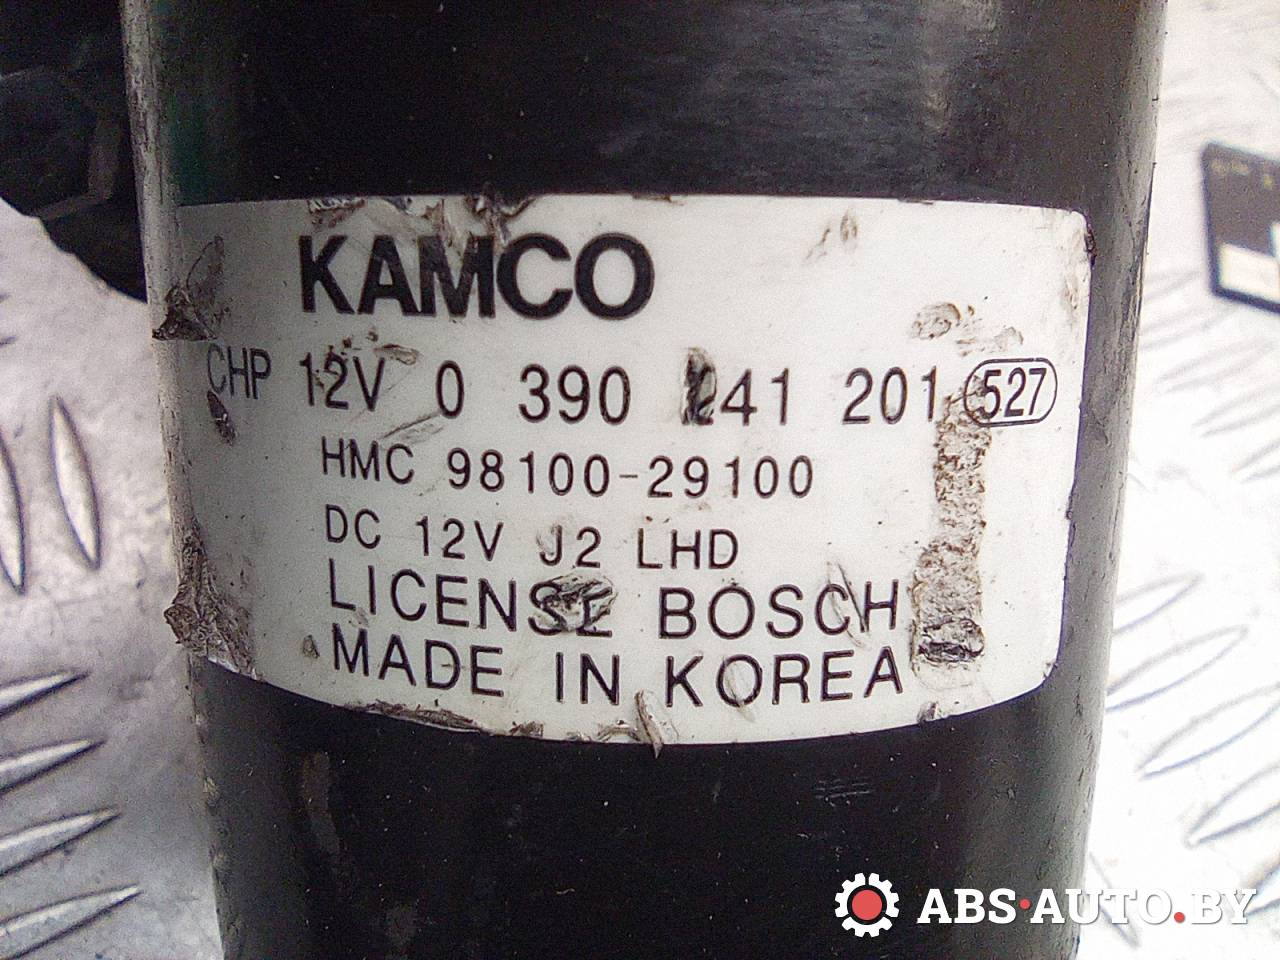 KAMCO
CHP 12V 0 390 241 201 527
HMC 98100-29100
DC 12V J2 LHD
LICENSE BOSCH
MADE IN KOREA
ABS·AUTO.BY